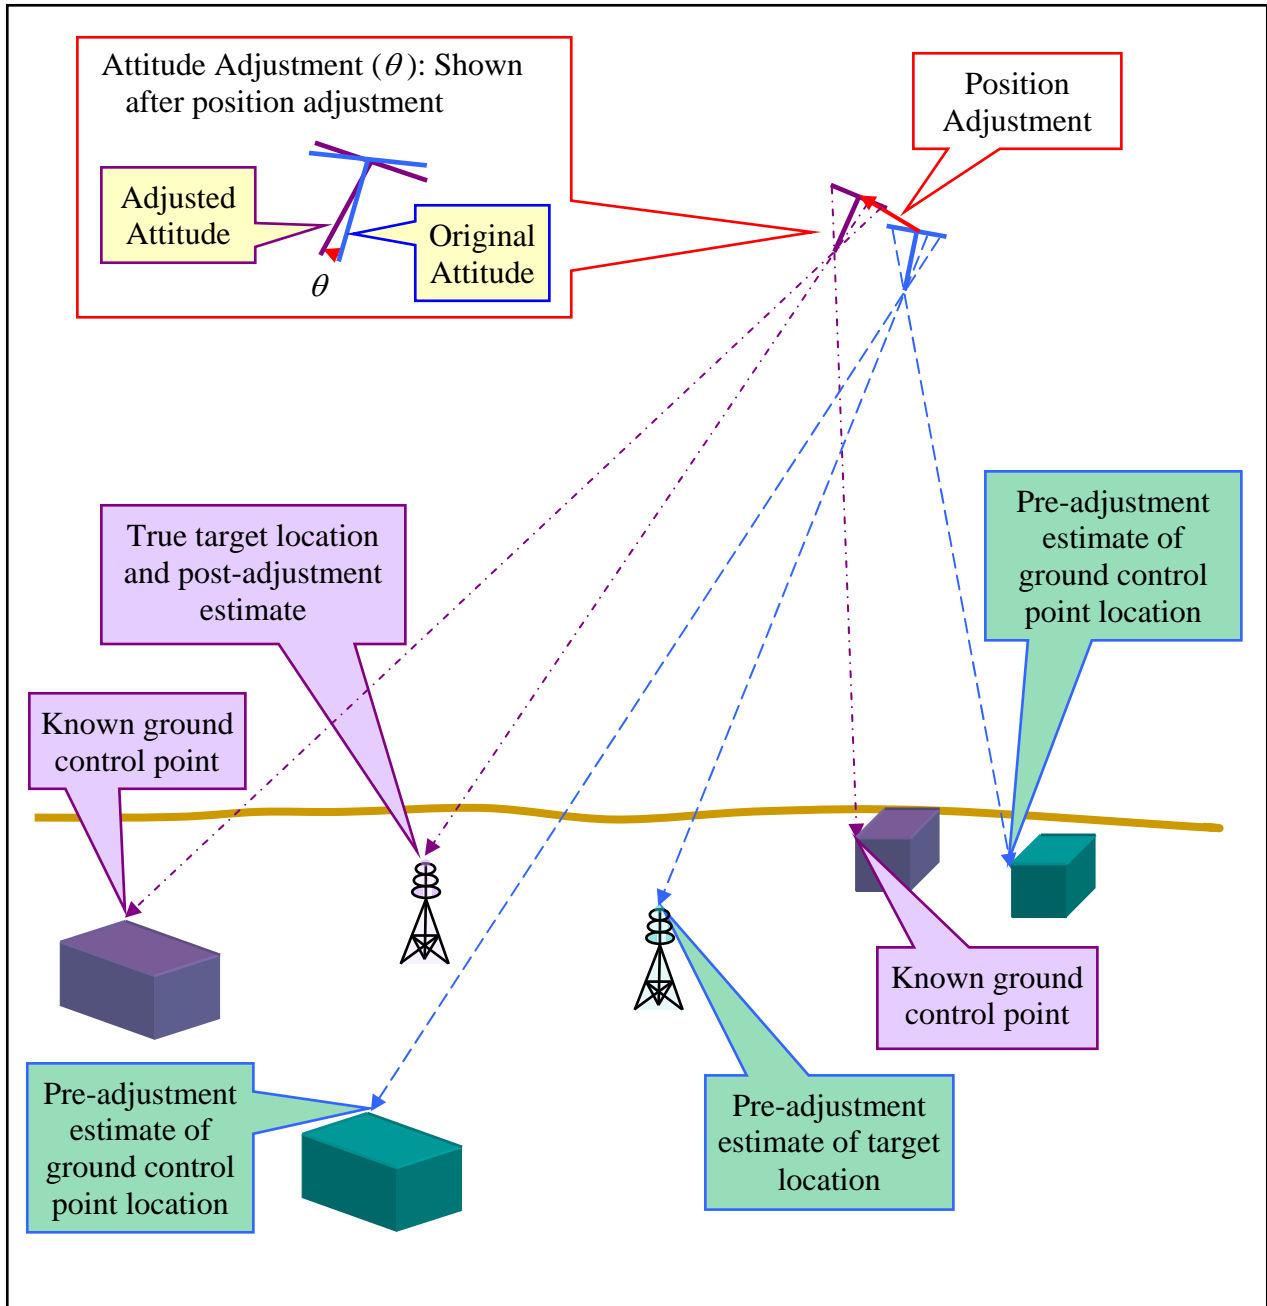 Attitude Adjustment (θ): Shown
after position adjustment
Adjusted
Attitude
Original
Attitude
θ
Position
Adjustment
True target location
and post-adjustment
estimate
Pre-adjustment
estimate of
ground control
point location
Known ground
control point
Known ground
control point
Pre-adjustment
estimate of
ground control
point location
Pre-adjustment
estimate of target
location